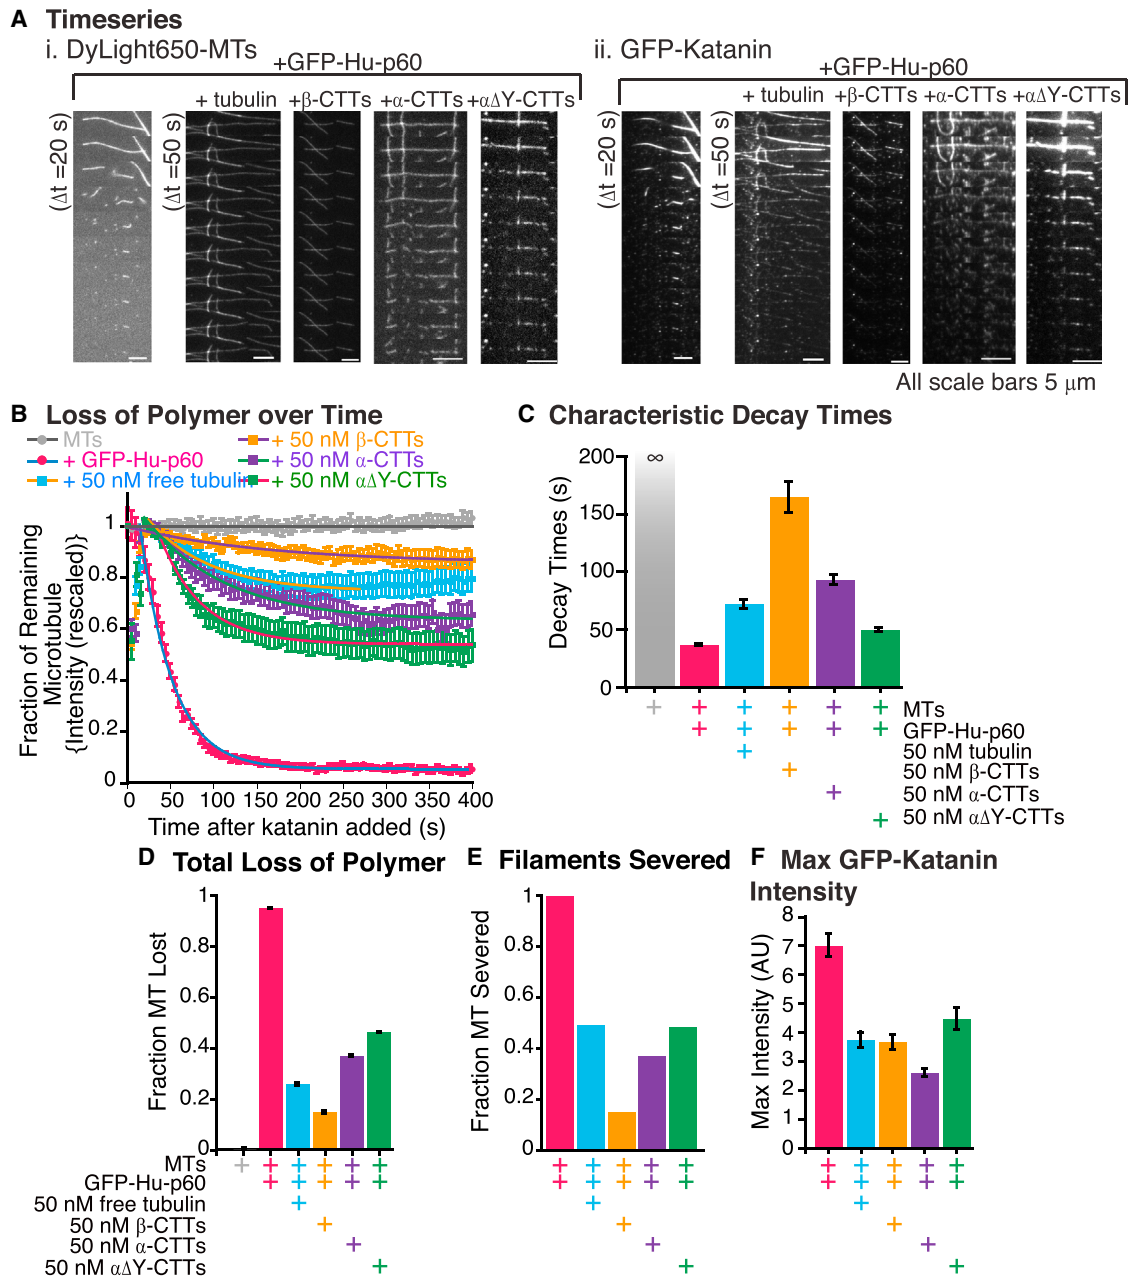 A Timeseries
i. DyLight650-MTs
+GFP-Hu-p60
+ tubulin +β-CTTs +α-CTTs +αΔY-CTTs
(Δt =20 s)
(Δt =50 s)
ii. GFP-Katanin
+GFP-Hu-p60
+ tubulin +β-CTTs +α-CTTs +αΔY-CTTs
(Δt =20 s)
(Δt =50 s)
All scale bars 5 μm
B Loss of Polymer over Time
MTs
+ GFP-Hu-p60
+ 50 nM free tubulin
+ 50 nM β-CTTs
+ 50 nM α-CTTs
+ 50 nM αΔY-CTTs
Fraction of Remaining
Microtubule
{Intensity (rescaled)}
1
0.8
0.6
0.4
0.2
0
0 50 100 150 200 250 300 350 400
Time after katanin added (s)
C Characteristic Decay Times
Decay Times (s)
200
150
100
50
0
∞
+ + + + + + MTs
+ + + + + GFP-Hu-p60
+ 50 nM tubulin
+ 50 nM β-CTTs
+ 50 nM α-CTTs
+ 50 nM αΔY-CTTs
D Total Loss of Polymer
Fraction MT Lost
1
0.8
0.6
0.4
0.2
0
MTs + + + + + +
GFP-Hu-p60 + + + + +
50 nM free tubulin +
50 nM β-CTTs +
50 nM α-CTTs +
50 nM αΔY-CTTs +
E Filaments Severed
Fraction MT Severed
1
0.8
0.6
0.4
0.2
0
+ + + + +
+ + + + +
+
+
+
+
F Max GFP-Katanin
Intensity
Max Intensity (AU)
8
7
6
5
4
3
2
1
0
+ + + + +
+ + + + +
+
+
+
+